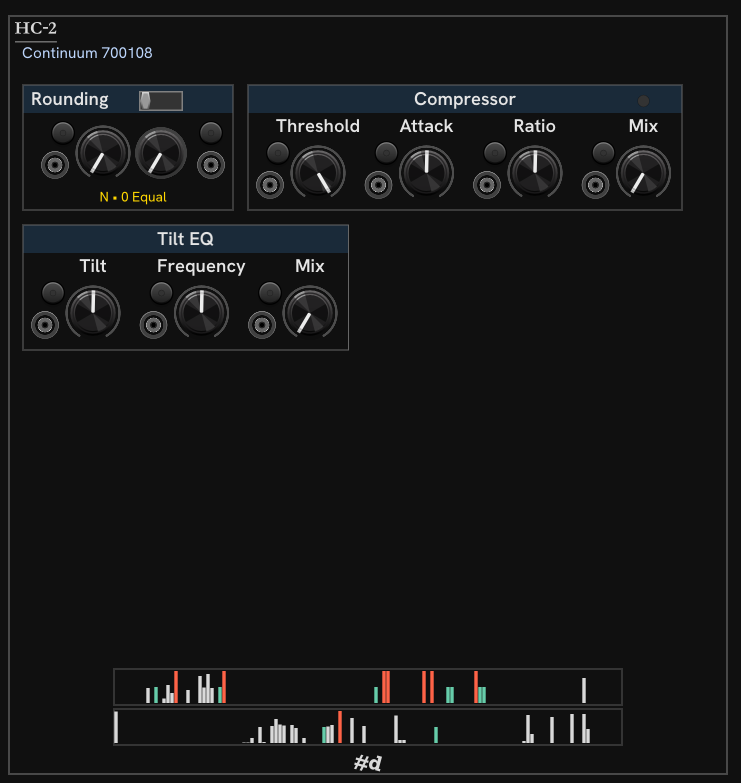 HC-2
Continuum 700108
Rounding
Compressor
Threshold Attack Ratio Mix
N ▪ 0 Equal
Tilt EQ
Tilt Frequency Mix
#d